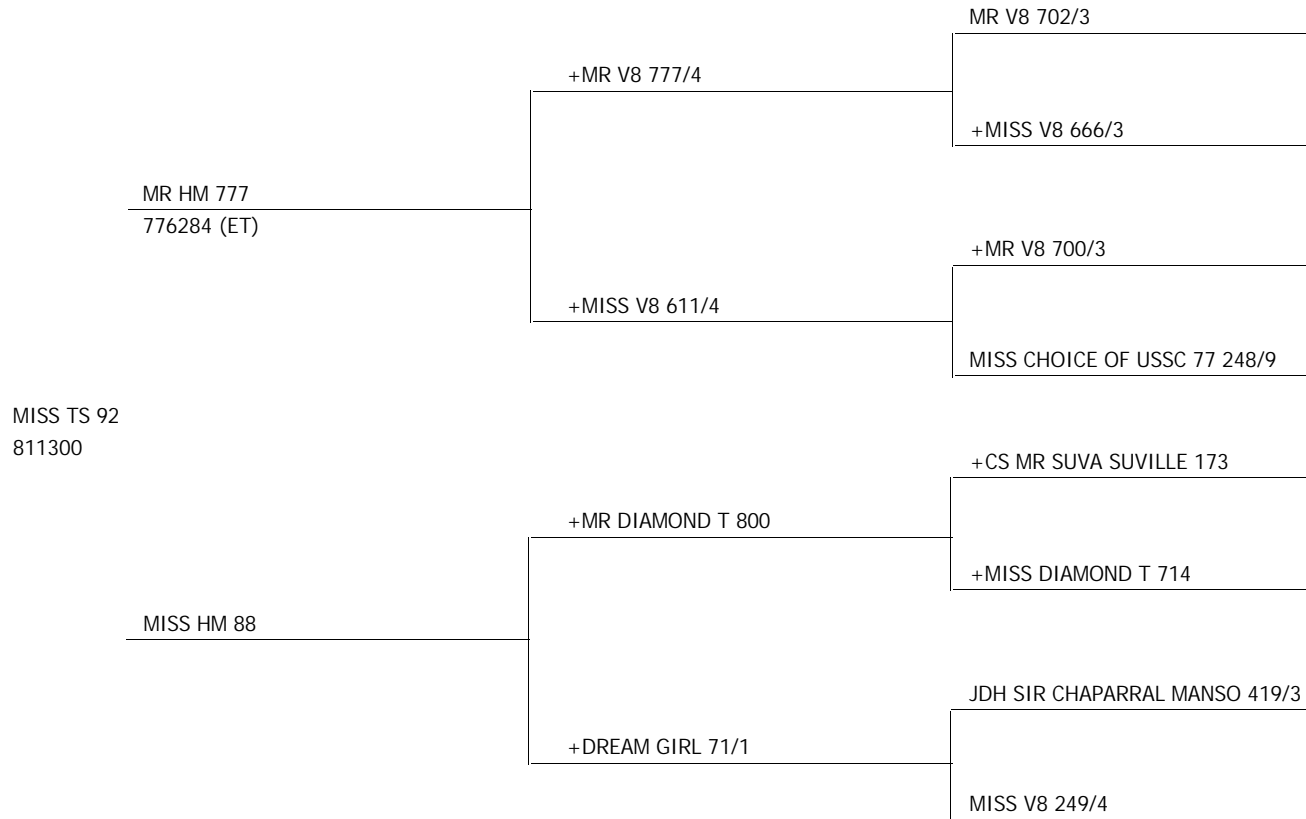 MR V8 702/3
+MR V8 777/4
+MISS V8 666/3
MR HM 777
776284 (ET)
+MR V8 700/3
+MISS V8 611/4
MISS CHOICE OF USSC 77 248/9
MISS TS 92
811300
+CS MR SUVA SUVILLE 173
+MR DIAMOND T 800
+MISS DIAMOND T 714
MISS HM 88
JDH SIR CHAPARRAL MANSO 419/3
+DREAM GIRL 71/1
MISS V8 249/4